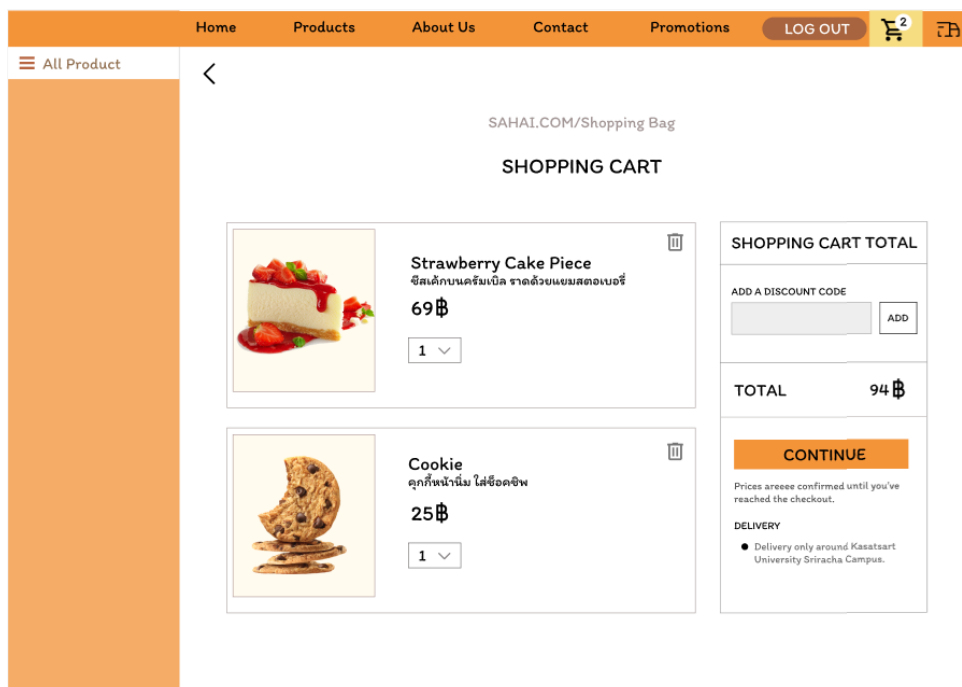 Home Products About Us Contact Promotions LOG OUT 2
All Product
SAHAI.COM/Shopping Bag
SHOPPING CART
Strawberry Cake Piece
ชีสเค้กบนครัมเบิล ราดด้วยแยมสตอเบอรี่
69฿
1
Cookie
คุกกี้หน้านิ่ม ใส่ช็อคชิพ
25฿
1
SHOPPING CART TOTAL
ADD A DISCOUNT CODE
ADD
TOTAL 94฿
CONTINUE
Prices areeee confirmed until you've
reached the checkout.
DELIVERY
Delivery only around Kasatsart
University Sriracha Campus.